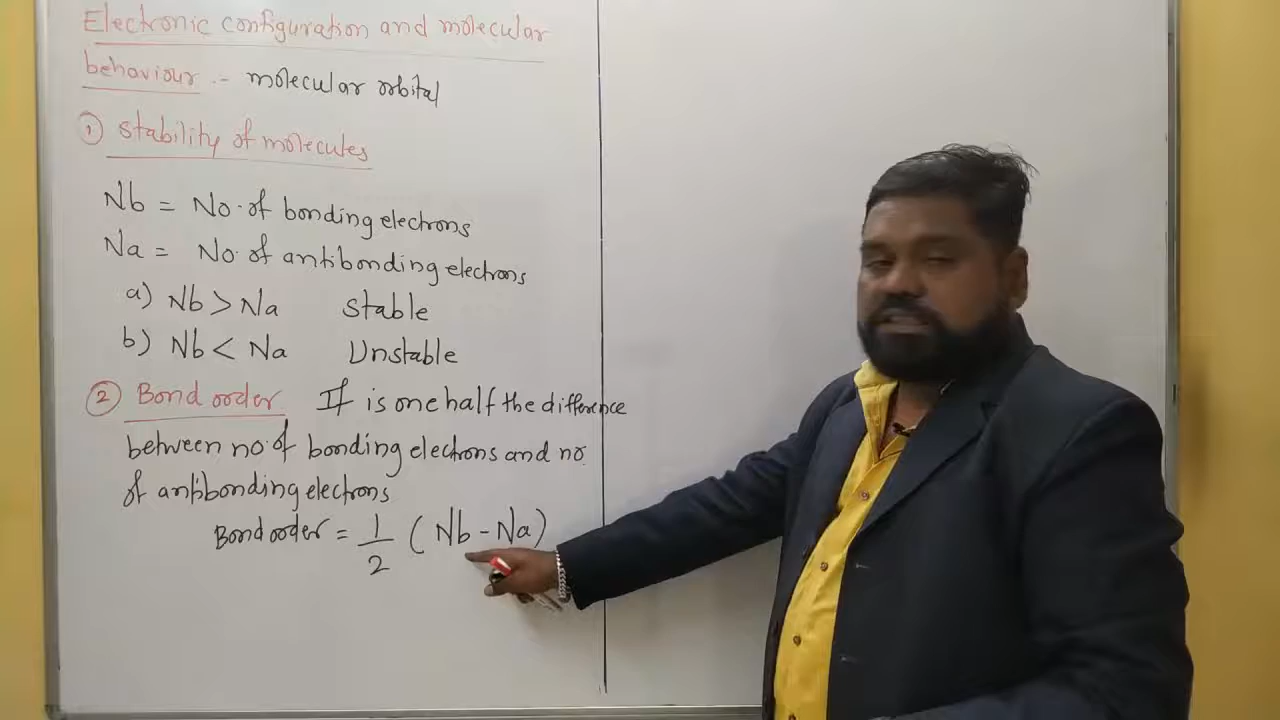 Electronic configuration and molecular
behaviour :- molecular orbital
① Stability of molecules
Nb = No. of bonding electrons
Na = No. of antibonding electrons
a) Nb > Na Stable
b) Nb < Na Unstable
② Bond order It is one half the difference
between no. of bonding electrons and no.
of antibonding electrons
Bond order = 1/2 (Nb - Na)